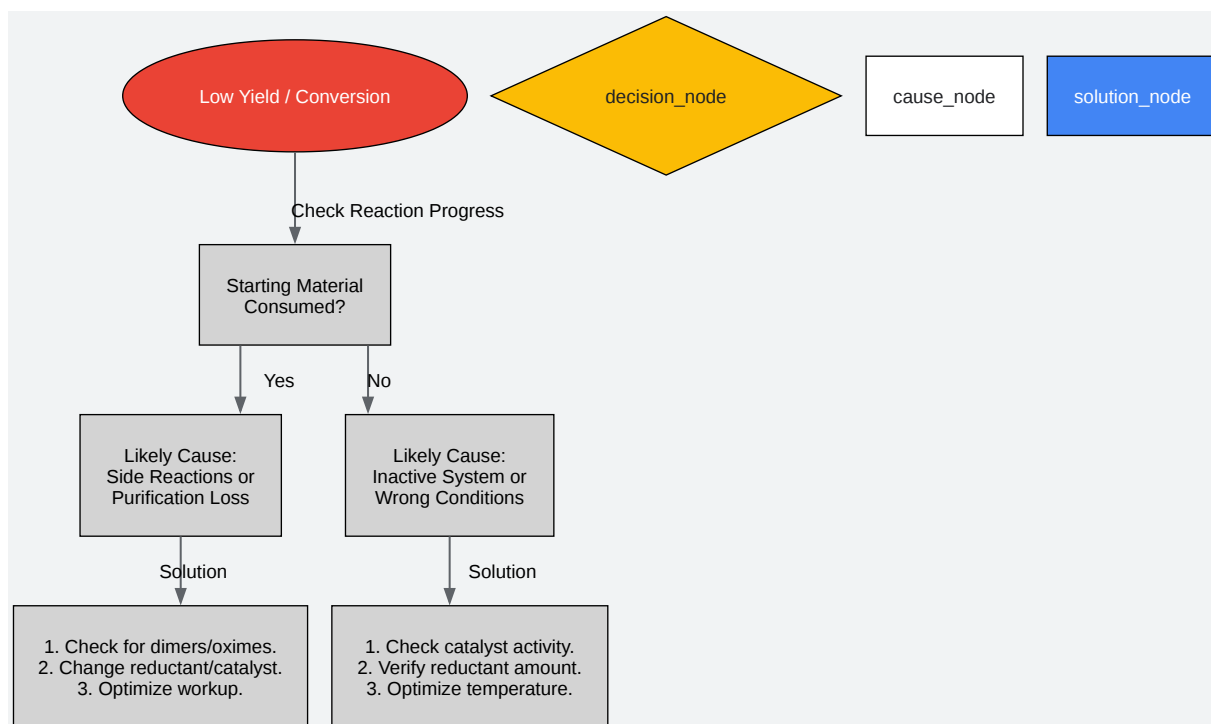 Low Yield / Conversion
decision_node
cause_node
solution_node
Check Reaction Progress
Starting Material
Consumed?
Yes
No
Likely Cause:
Side Reactions or
Purification Loss
Likely Cause:
Inactive System or
Wrong Conditions
Solution
Solution
1. Check for dimers/oximes.
2. Change reductant/catalyst.
3. Optimize workup.
1. Check catalyst activity.
2. Verify reductant amount.
3. Optimize temperature.